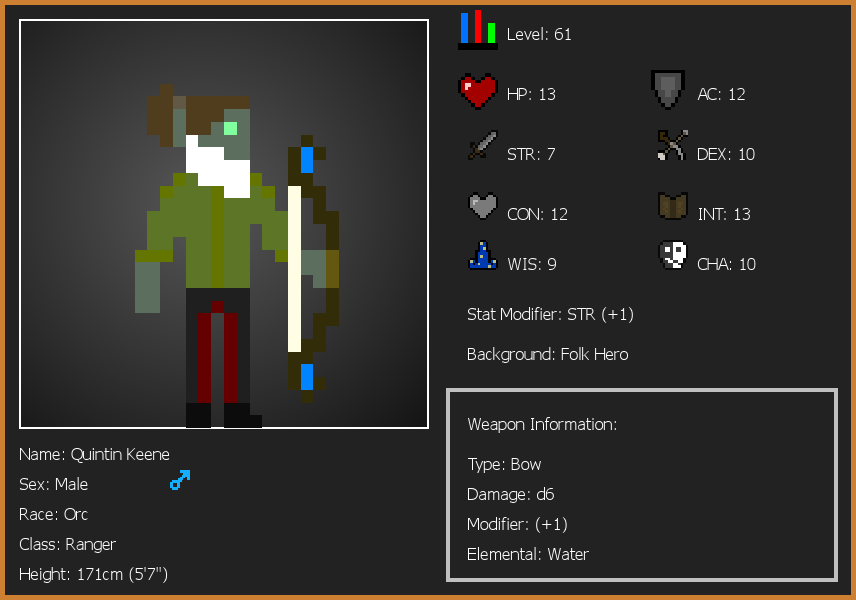 Level: 61
HP: 13
AC: 12
STR: 7
DEX: 10
CON: 12
INT: 13
WIS: 9
CHA: 10
Stat Modifier: STR (+1)
Background: Folk Hero
Weapon Information:
Type: Bow
Damage: d6
Modifier: (+1)
Elemental: Water
Name: Quintin Keene
Sex: Male
Race: Orc
Class: Ranger
Height: 171cm (5'7")